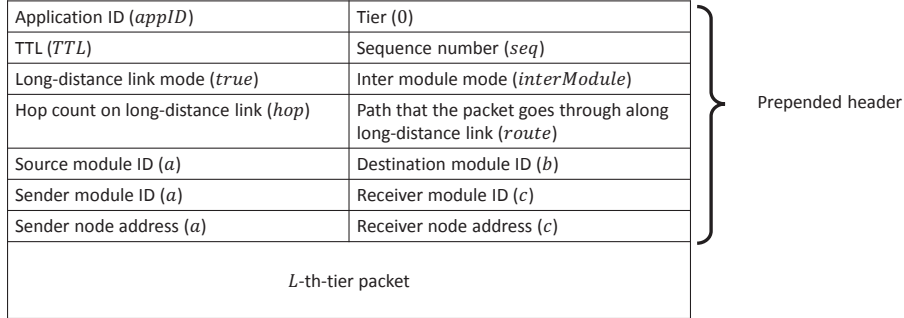 Application ID (appID) Tier (0)
TTL (TTL) Sequence number (seq)
Long-distance link mode (true) Inter module mode (interModule)
Hop count on long-distance link (hop) Path that the packet goes through along
long-distance link (route)
Prepended header
Source module ID (a) Destination module ID (b)
Sender module ID (a) Receiver module ID (c)
Sender node address (a) Receiver node address (c)
L-th-tier packet